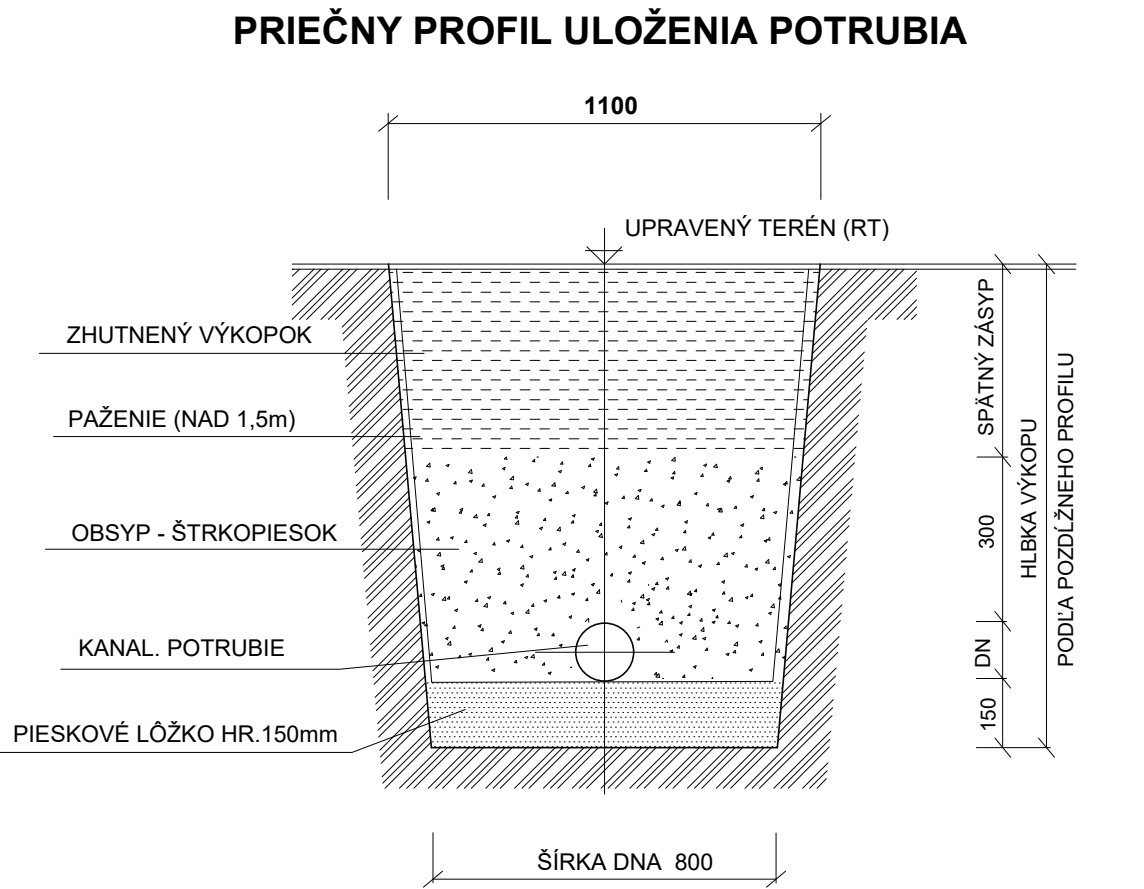 PRIEČNY PROFIL ULOŽENIA POTRUBIA
1100
UPRAVENÝ TERÉN (RT)
ZHUTNENÝ VÝKOPOK
PAŽENIE (NAD 1,5m)
OBSYP - ŠTRKOPIESOK
KANAL. POTRUBIE
PIESKOVÉ LÔŽKO HR.150mm
SPÄTNÝ ZÁSYP
300
DN
150
HLBKA VÝKOPU
PODĽA POZDĹŽNEHO PROFILU
ŠÍRKA DNA 800